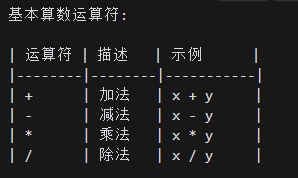 基本算数运算符：
| 运算符 | 描述 | 示例 |
|--------|--------|-----------|
| + | 加法 | x + y |
| - | 减法 | x - y |
| * | 乘法 | x * y |
| / | 除法 | x / y |